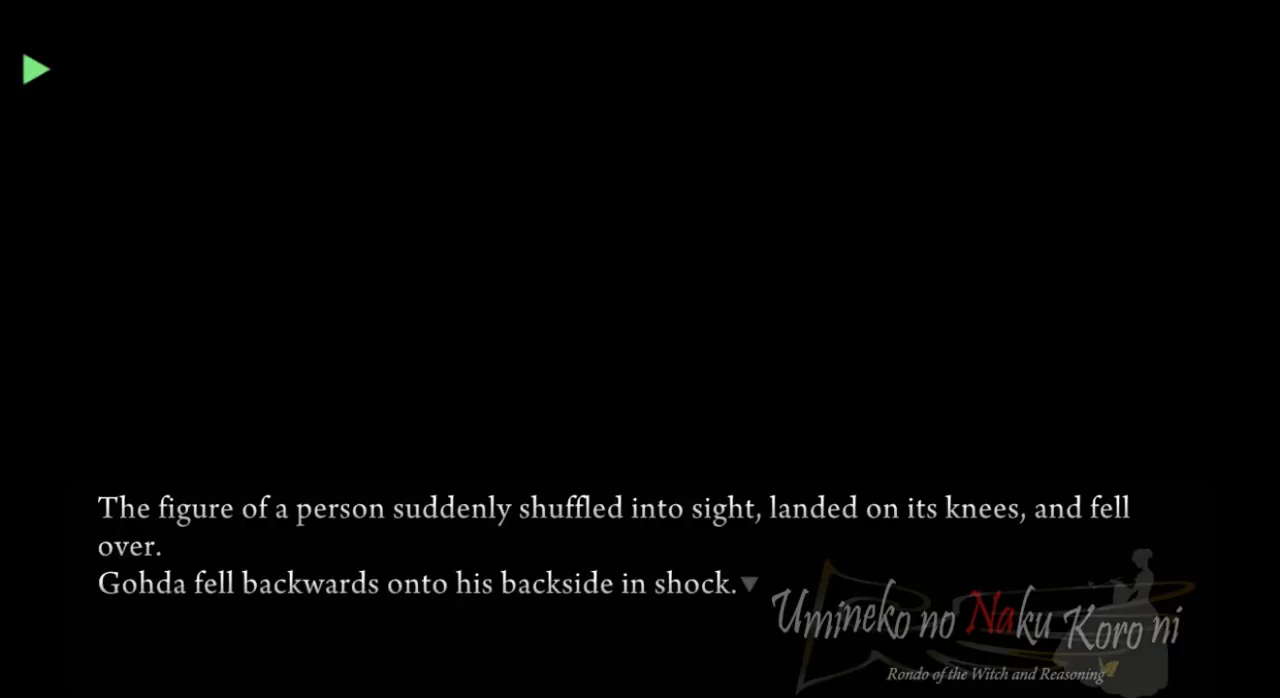 The figure of a person suddenly shuffled into sight, landed on its knees, and fell
over.
Gohda fell backwards onto his backside in shock.
Umineko no Naku Koro ni
Rondo of the Witch and Reasoning